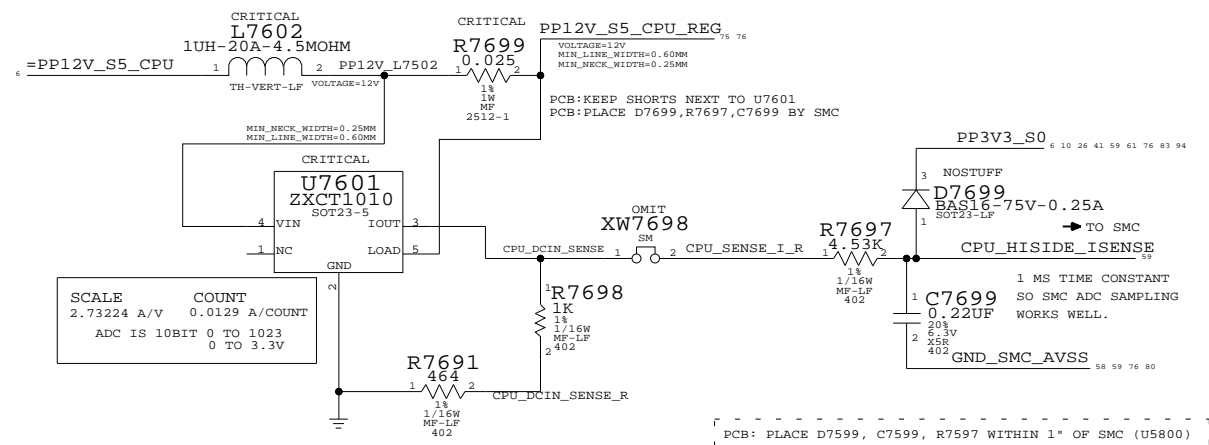 CRITICAL
L7602
1UH-20A-4.5MOHM
6 =PP12V_S5_CPU 1 2 PP12V_L7502
TH-VERT-LF
VOLTAGE=12V
CRITICAL
R7699
0.025
1 2
1%
1W
MF
2512-1
PP12V_S5_CPU_REG
75 76
VOLTAGE=12V
MIN_LINE_WIDTH=0.60MM
MIN_NECK_WIDTH=0.25MM
PCB:KEEP SHORTS NEXT TO U7601
PCB:PLACE D7699,R7697,C7699 BY SMC
MIN_NECK_WIDTH=0.25MM
MIN_LINE_WIDTH=0.60MM
CRITICAL
U7601
ZXCT1010
SOT23-5
4 VIN IOUT 3
1 NC LOAD 5
GND
2
CPU_DCIN_SENSE
OMIT
XW7698
SM
1 2
CPU_SENSE_I_R
R7697
4.53K
1 2
1%
1/16W
MF-LF
402
PP3V3_S0
6 10 26 41 59 61 76 83 94
3 NOSTUFF
D7699
BAS16-75V-0.25A
SOT23-LF
1
TO SMC
CPU_HISIDE_ISENSE
59
1 MS TIME CONSTANT
SO SMC ADC SAMPLING
WORKS WELL.
1
C7699
0.22UF
20%
6.3V
X5R
402
2
GND_SMC_AVSS
58 59 76 80
1
R7698
1K
1%
1/16W
MF-LF
402
2
SCALE COUNT
2.73224 A/V 0.0129 A/COUNT
ADC IS 10BIT 0 TO 1023
0 TO 3.3V
R7691
464
1 2
1%
1/16W
MF-LF
402
CPU_DCIN_SENSE_R
PCB: PLACE D7599, C7599, R7597 WITHIN 1" OF SMC (U5800)